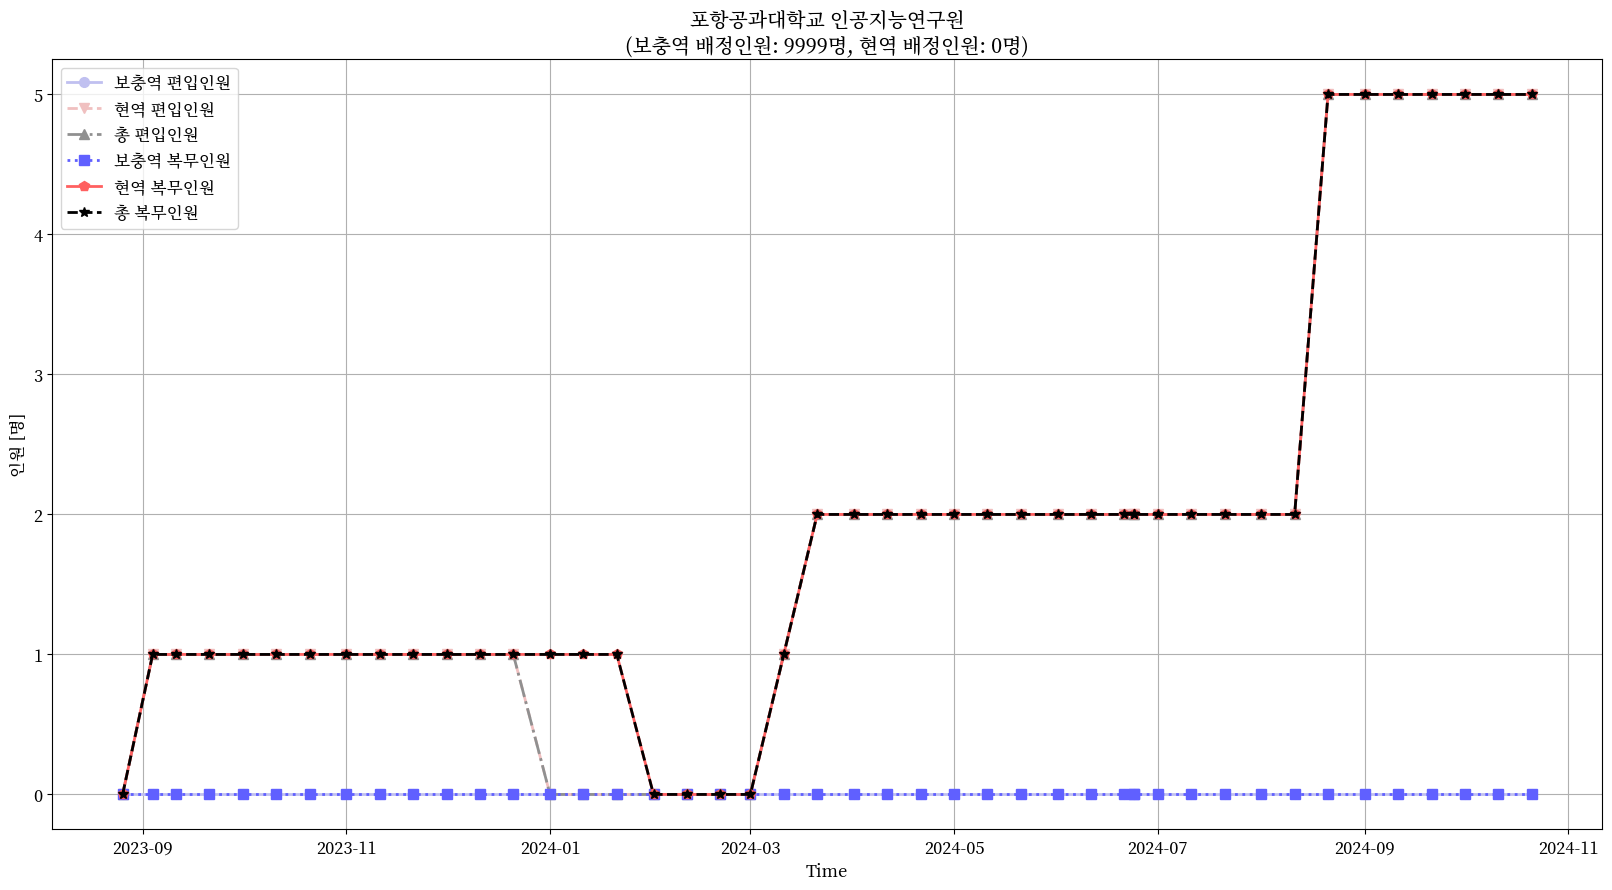 포항공과대학교 인공지능연구원
(보충역 배정인원: 9999명, 현역 배정인원: 0명)
보충역 편입인원
현역 편입인원
총 편입인원
보충역 복무인원
현역 복무인원
총 복무인원
인원 [명]
5
4
3
2
1
0
2023-09
2023-11
2024-01
2024-03
2024-05
2024-07
2024-09
2024-11
Time